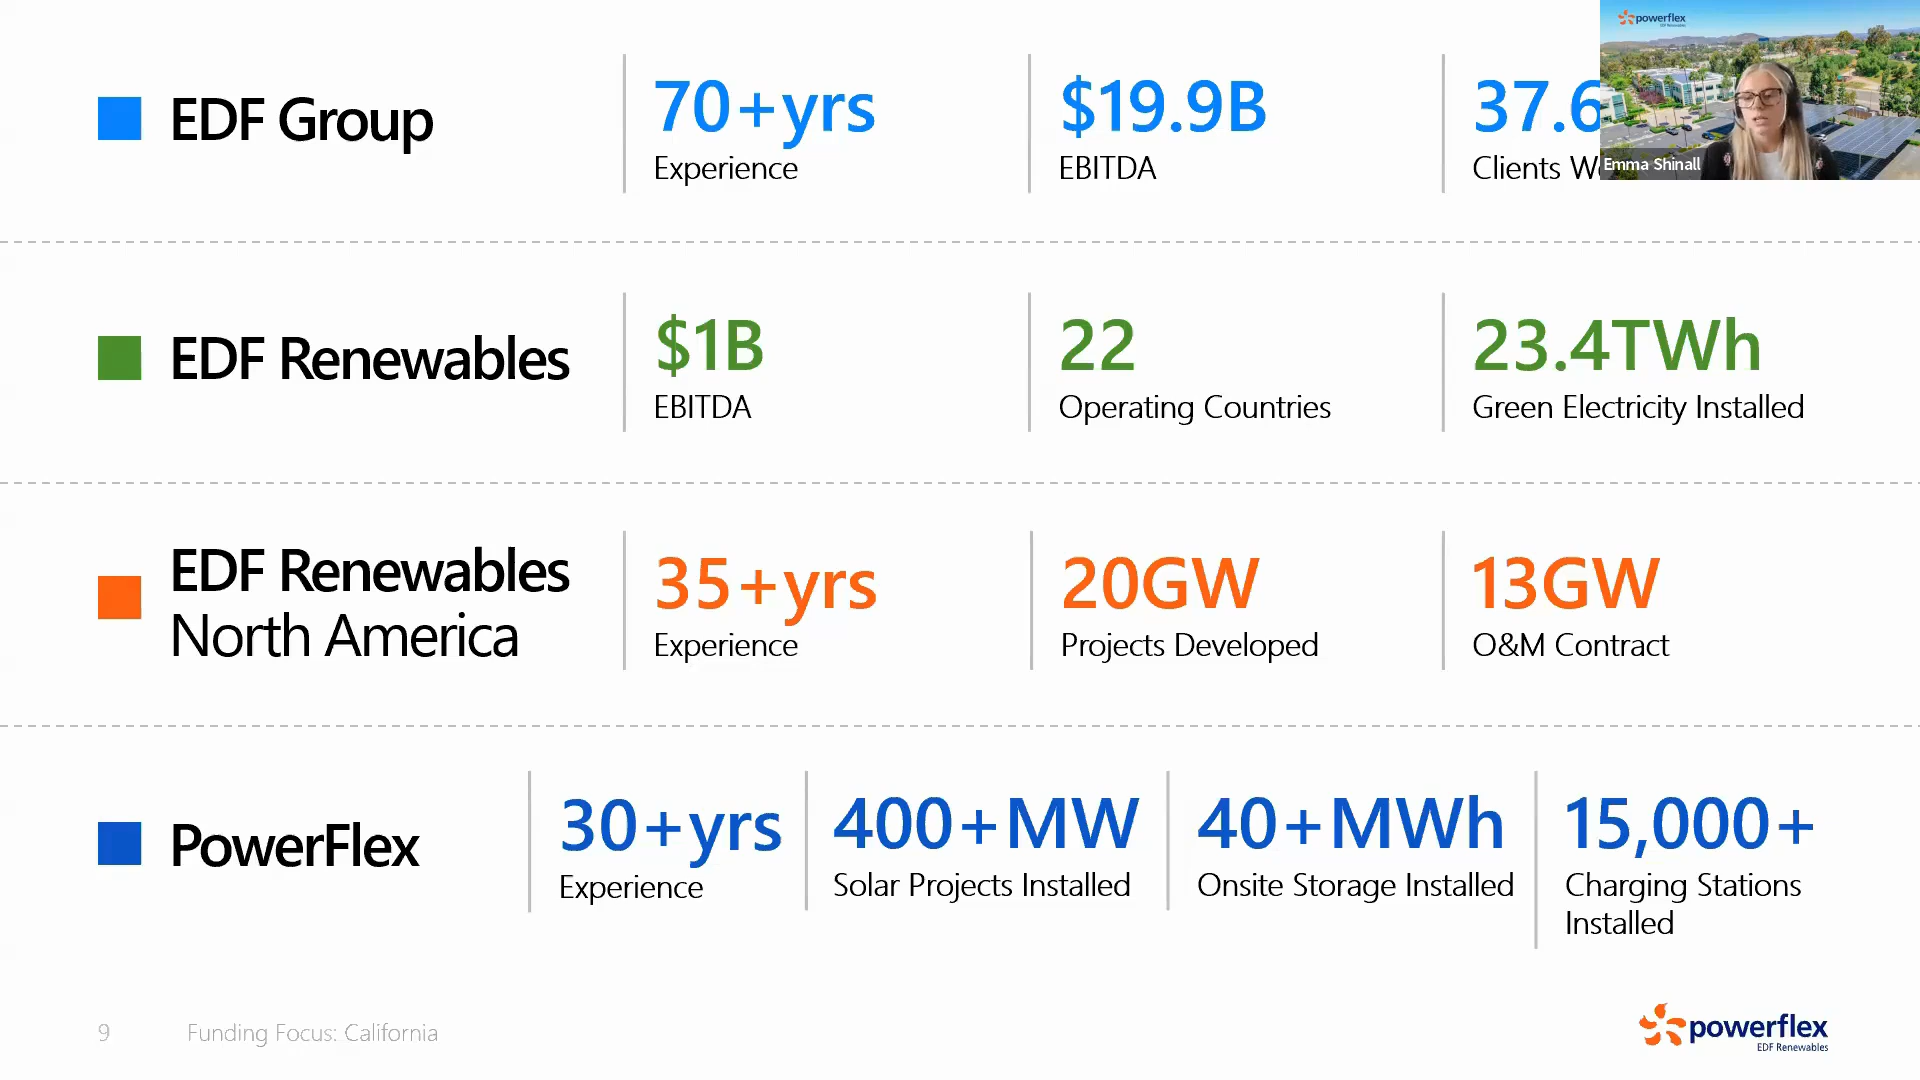 EDF Group
70+yrs
Experience
$19.9B
EBITDA
37.6
Clients
powerflex
EDF Renewables
Emma Shinall
EDF Renewables
$1B
EBITDA
22
Operating Countries
23.4TWh
Green Electricity Installed
EDF Renewables
North America
35+yrs
Experience
20GW
Projects Developed
13GW
O&M Contract
PowerFlex
30+yrs
Experience
400+MW
Solar Projects Installed
40+MWh
Onsite Storage Installed
15,000+
Charging Stations
Installed
9
Funding Focus: California
powerflex
EDF Renewables